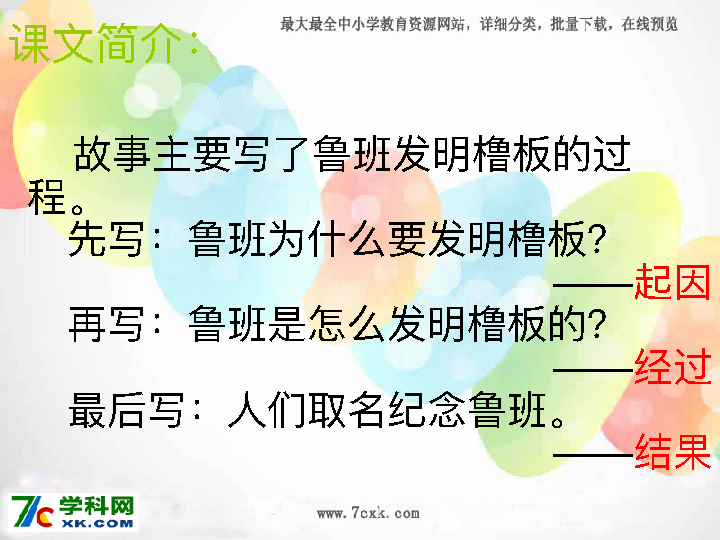 最大最全中小学教育资源网站，详细分类，批量下载，在线预览
课文简介：
故事主要写了鲁班发明橹板的过
程。
先写：鲁班为什么要发明橹板？
——起因
再写：鲁班是怎么发明橹板的？
——经过
最后写：人们取名纪念鲁班。
——结果
7C学科网
XK.COM
www.7cxk.com